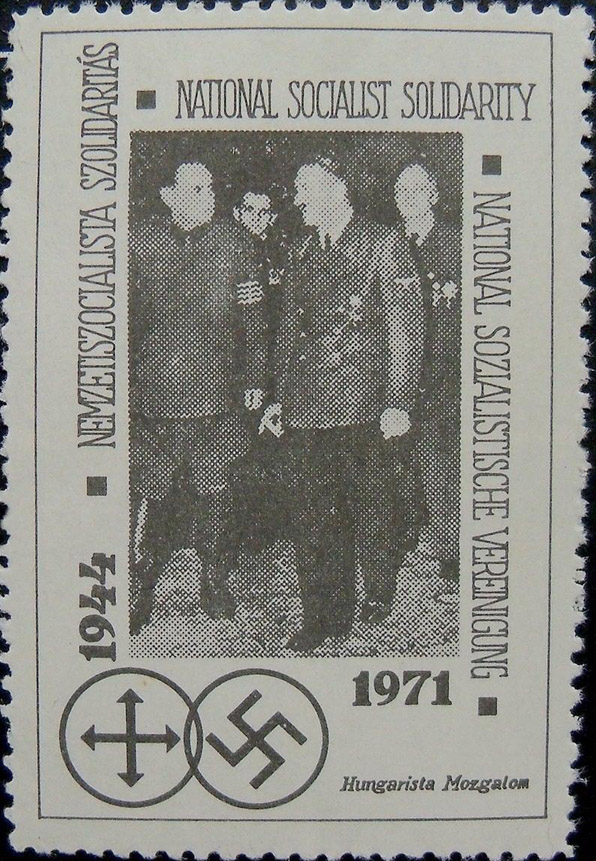 NATIONAL SOCIALIST SOLIDARITY
NEMZETISZOCIALISTA SZOLIDARITÁS
NATIONAL SOZIALISTISCHE VEREINIGUNG
1944
1971
Hungarista Mozgalom